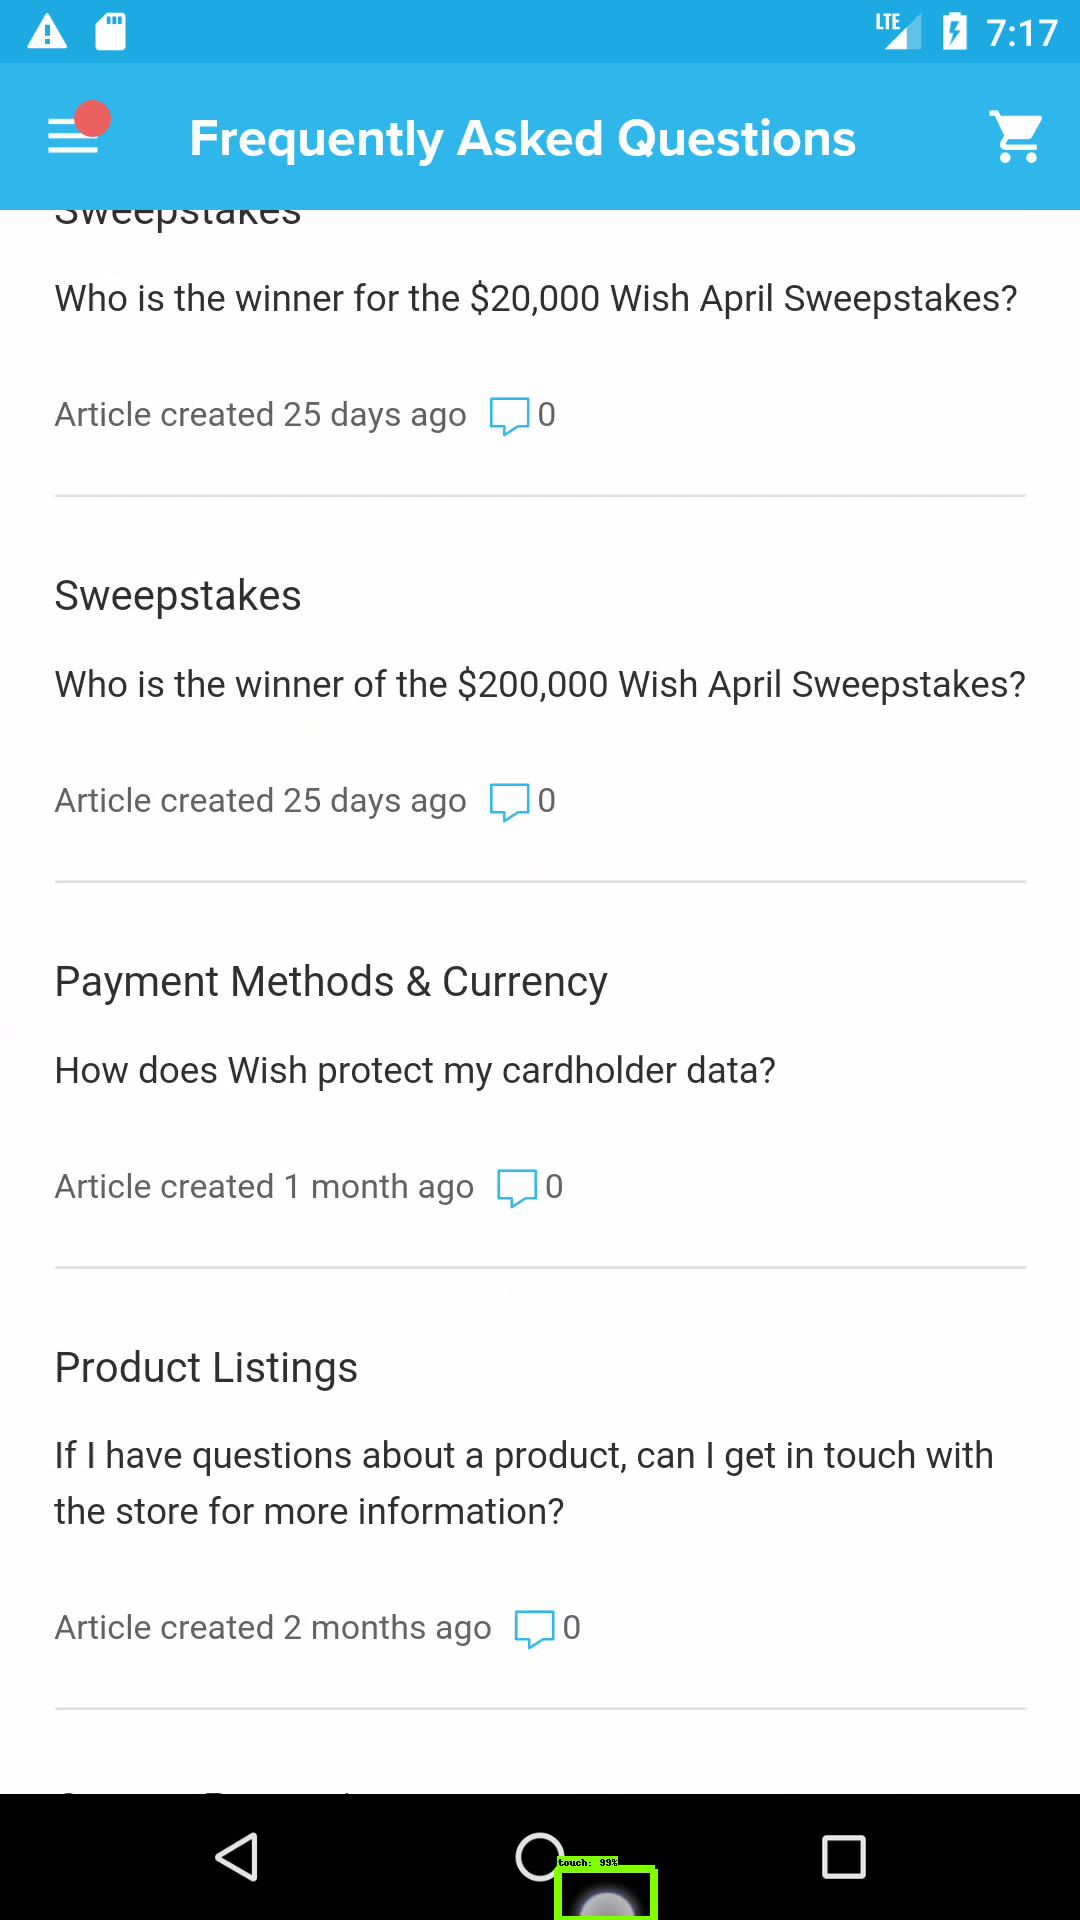 LTE 7:17
Frequently Asked Questions
Sweepstakes
Who is the winner for the $20,000 Wish April Sweepstakes?
Article created 25 days ago 0
Sweepstakes
Who is the winner of the $200,000 Wish April Sweepstakes?
Article created 25 days ago 0
Payment Methods & Currency
How does Wish protect my cardholder data?
Article created 1 month ago 0
Product Listings
If I have questions about a product, can I get in touch with
the store for more information?
Article created 2 months ago 0
touch: 99%